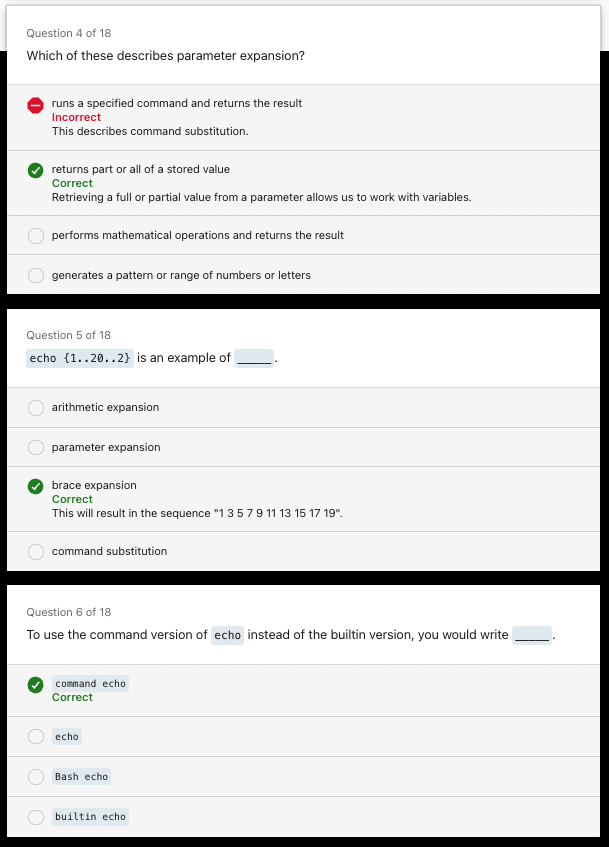 Question 4 of 18
Which of these describes parameter expansion?
runs a specified command and returns the result
Incorrect
This describes command substitution.
returns part or all of a stored value
Correct
Retrieving a full or partial value from a parameter allows us to work with variables.
performs mathematical operations and returns the result
generates a pattern or range of numbers or letters
Question 5 of 18
echo {1..20..2} is an example of _____.
arithmetic expansion
parameter expansion
brace expansion
Correct
This will result in the sequence "1 3 5 7 9 11 13 15 17 19".
command substitution
Question 6 of 18
To use the command version of echo instead of the builtin version, you would write _____.
command echo
Correct
echo
Bash echo
builtin echo